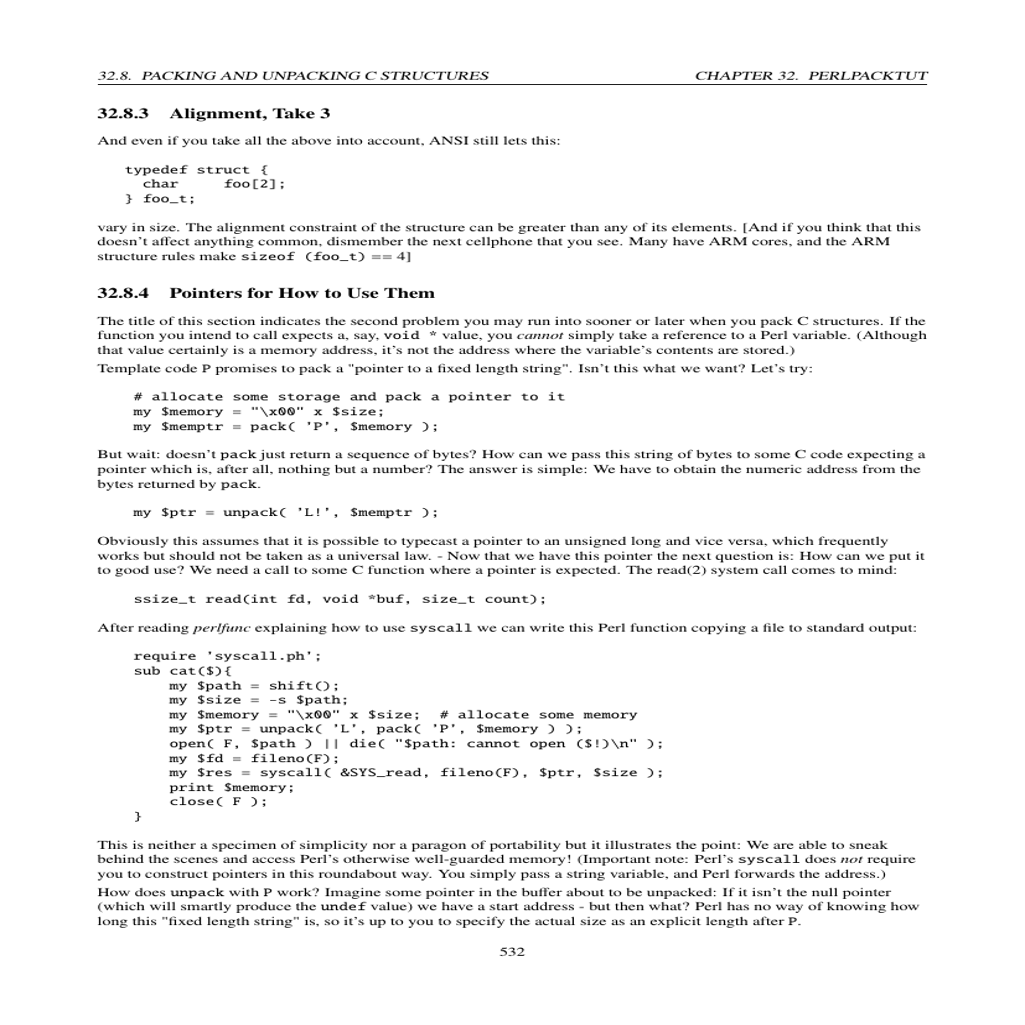 32.8. PACKING AND UNPACKING C STRUCTURES CHAPTER 32. PERLPACKTUT
32.8.3 Alignment, Take 3
And even if you take all the above into account, ANSI still lets this:
typedef struct {
char foo[2];
} foo_t;
vary in size. The alignment constraint of the structure can be greater than any of its elements. [And if you think that this
doesn't affect anything common, dismember the next cellphone that you see. Many have ARM cores, and the ARM
structure rules make sizeof (foo_t) == 4]
32.8.4 Pointers for How to Use Them
The title of this section indicates the second problem you may run into sooner or later when you pack C structures. If the
function you intend to call expects a, say, void * value, you cannot simply take a reference to a Perl variable. (Although
that value certainly is a memory address, it's not the address where the variable's contents are stored.)
Template code P promises to pack a "pointer to a fixed length string". Isn't this what we want? Let's try:
# allocate some storage and pack a pointer to it
my $memory = "\x00" x $size;
my $memptr = pack( 'P', $memory );
But wait: doesn't pack just return a sequence of bytes? How can we pass this string of bytes to some C code expecting a
pointer which is, after all, nothing but a number? The answer is simple: We have to obtain the numeric address from the
bytes returned by pack.
my $ptr = unpack( 'L!', $memptr );
Obviously this assumes that it is possible to typecast a pointer to an unsigned long and vice versa, which frequently
works but should not be taken as a universal law. - Now that we have this pointer the next question is: How can we put it
to good use? We need a call to some C function where a pointer is expected. The read(2) system call comes to mind:
ssize_t read(int fd, void *buf, size_t count);
After reading perlfunc explaining how to use syscall we can write this Perl function copying a file to standard output:
require 'syscall.ph';
sub cat($){
my $path = shift();
my $size = -s $path;
my $memory = "\x00" x $size; # allocate some memory
my $ptr = unpack( 'L', pack( 'P', $memory ) );
open( F, $path ) || die( "$path: cannot open ($!)\n" );
my $fd = fileno(F);
my $res = syscall( &SYS_read, fileno(F), $ptr, $size );
print $memory;
close( F );
}
This is neither a specimen of simplicity nor a paragon of portability but it illustrates the point: We are able to sneak
behind the scenes and access Perl's otherwise well-guarded memory! (Important note: Perl's syscall does not require
you to construct pointers in this roundabout way. You simply pass a string variable, and Perl forwards the address.)
How does unpack with P work? Imagine some pointer in the buffer about to be unpacked: If it isn't the null pointer
(which will smartly produce the undef value) we have a start address - but then what? Perl has no way of knowing how
long this "fixed length string" is, so it's up to you to specify the actual size as an explicit length after P.
532